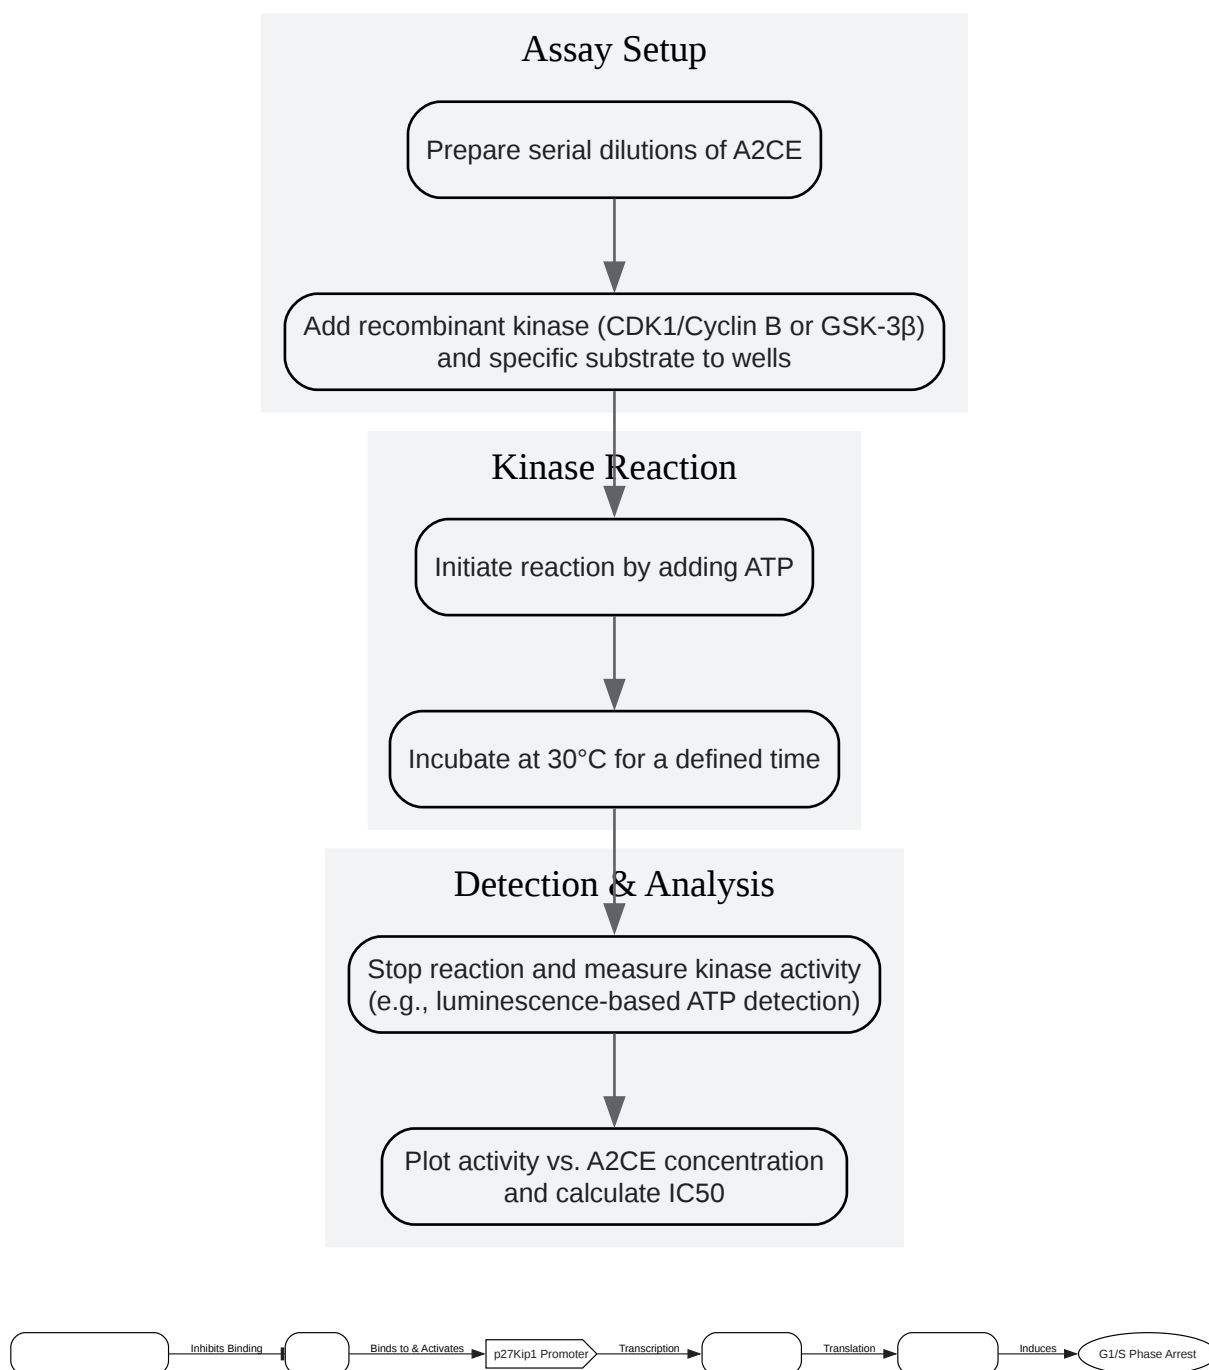 Assay Setup
Prepare serial dilutions of A2CE
Add recombinant kinase (CDK1/Cyclin B or GSK-3β)
and specific substrate to wells
Kinase Reaction
Initiate reaction by adding ATP
Incubate at 30°C for a defined time
Detection & Analysis
Stop reaction and measure kinase activity
(e.g., luminescence-based ATP detection)
Plot activity vs. A2CE concentration
and calculate IC50
Inhibits Binding
Binds to & Activates
p27Kip1 Promoter
Transcription
Translation
Induces
G1/S Phase Arrest